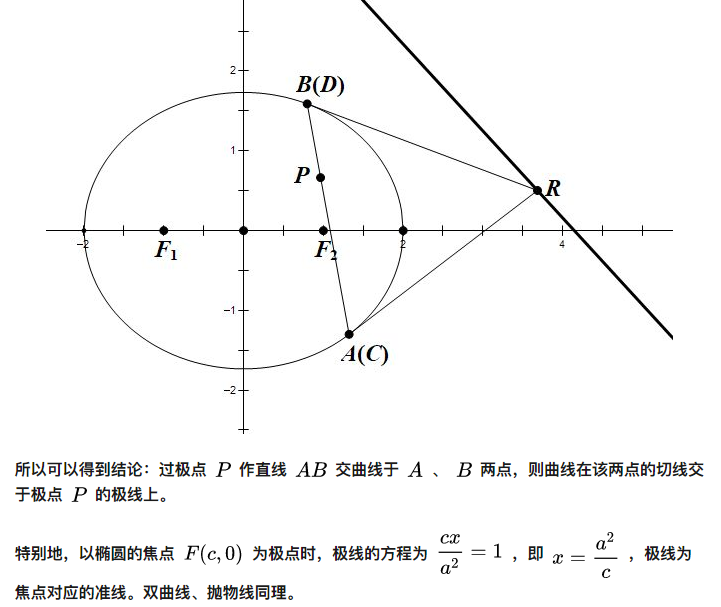 2
B(D)
1
P
R
−2
F₁
F₂
2
4
−1
A(C)
−2
所以可以得到结论：过极点 P 作直线 AB 交曲线于 A 、 B 两点，则曲线在该两点的切线交
于极点 P 的极线上。
特别地，以椭圆的焦点 F(c, 0) 为极点时，极线的方程为 cx/a² = 1 ，即 x = a²/c ，极线为
焦点对应的准线。双曲线、抛物线同理。